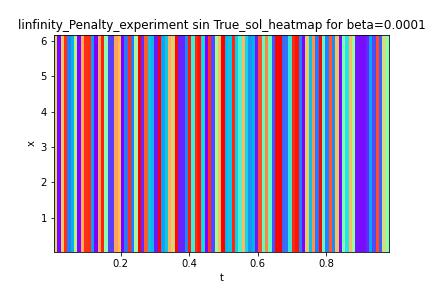 linfinity_Penalty_experiment sin True_sol_heatmap for beta=0.0001
6
5
4
3
2
1
x
0.2 0.4 0.6 0.8
t